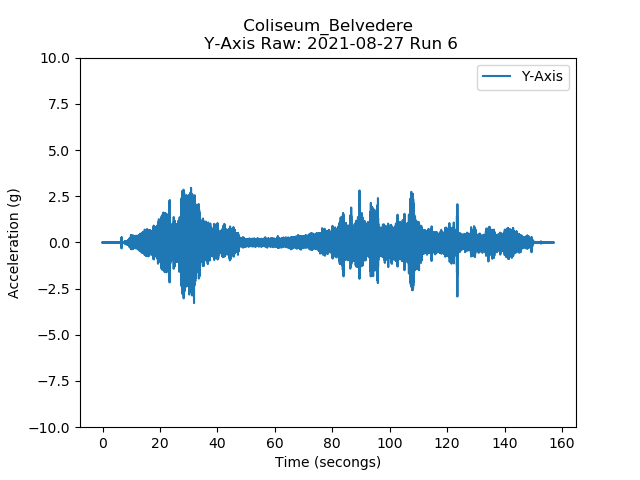 Coliseum_Belvedere
Y-Axis Raw: 2021-08-27 Run 6
10.0
7.5
5.0
2.5
0.0
−2.5
−5.0
−7.5
−10.0
Acceleration (g)
Y-Axis
0 20 40 60 80 100 120 140 160
Time (secongs)